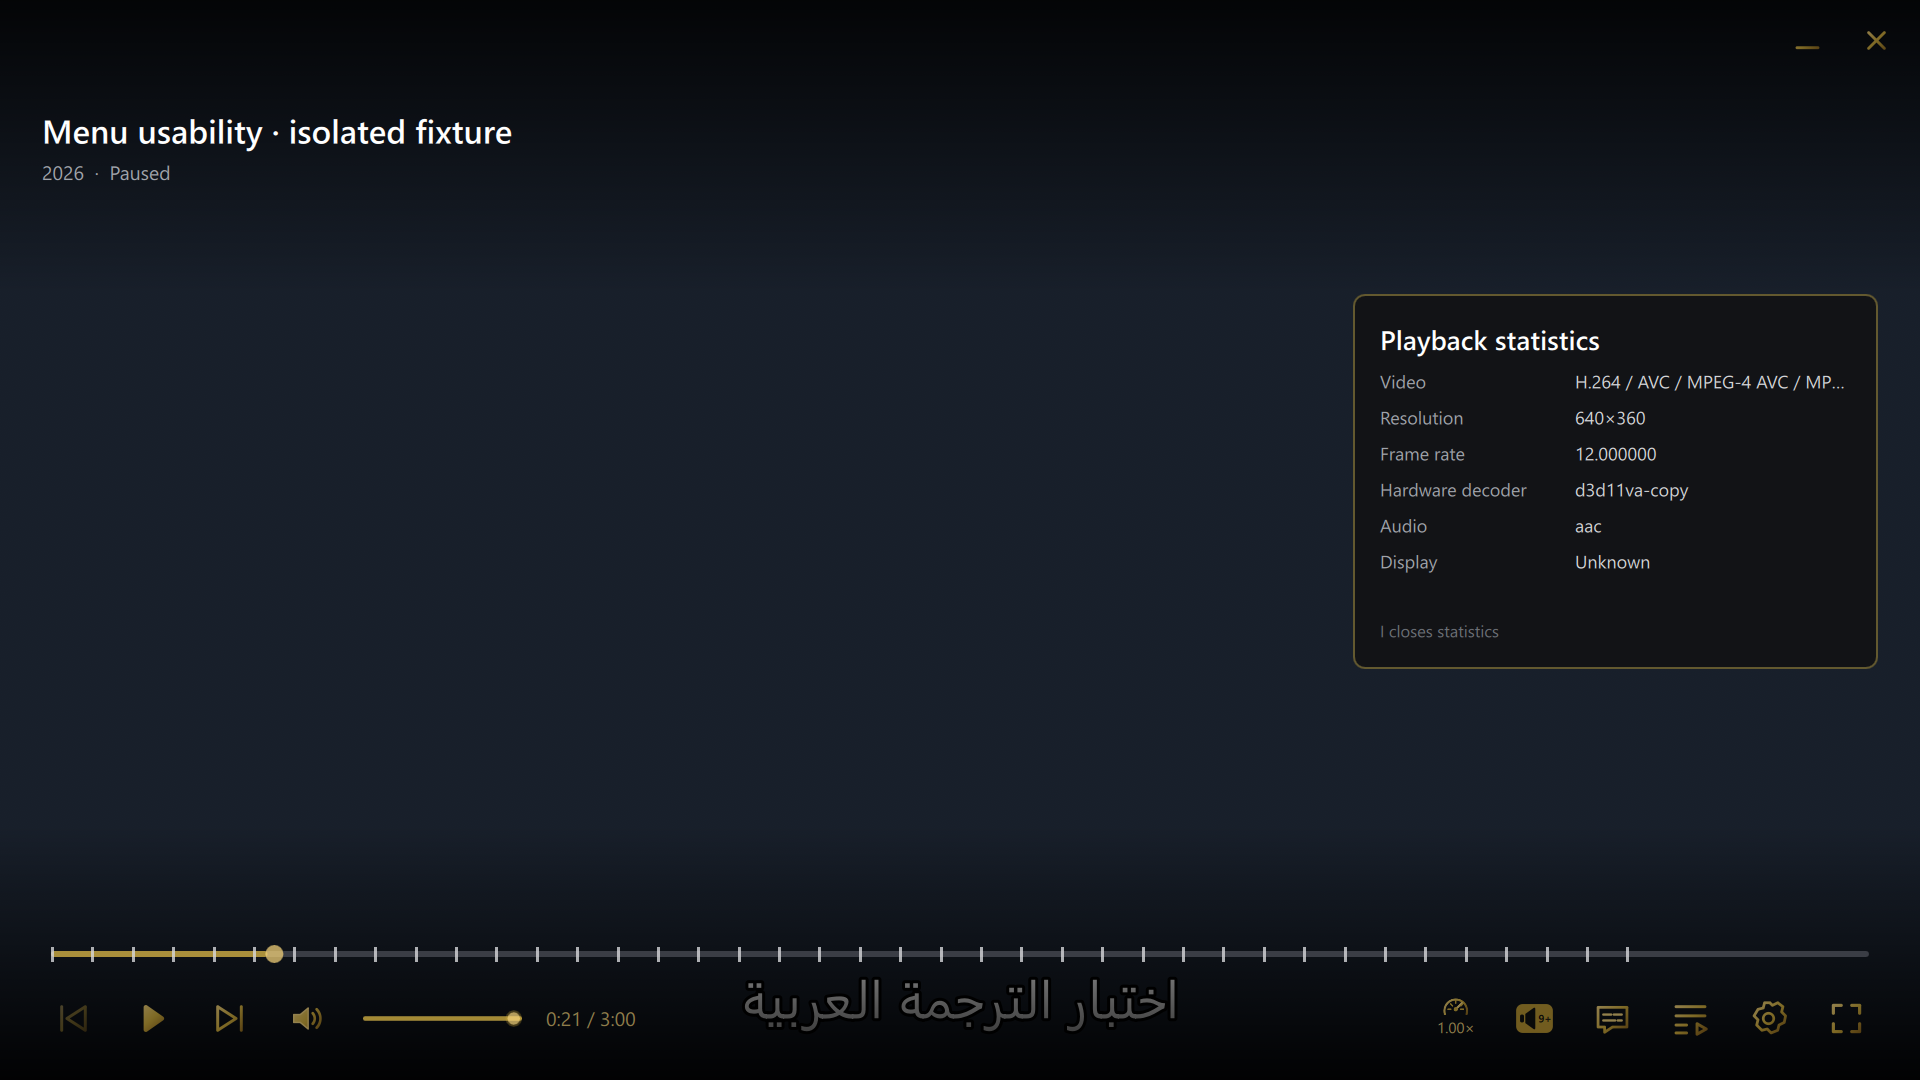 Menu usability · isolated fixture
2026 · Paused
Playback statistics
Video H.264 / AVC / MPEG-4 AVC / MP...
Resolution 640×360
Frame rate 12.000000
Hardware decoder d3d11va-copy
Audio aac
Display Unknown
I closes statistics
اختبار الترجمة العربية
0:21 / 3:00
9+
1.00×